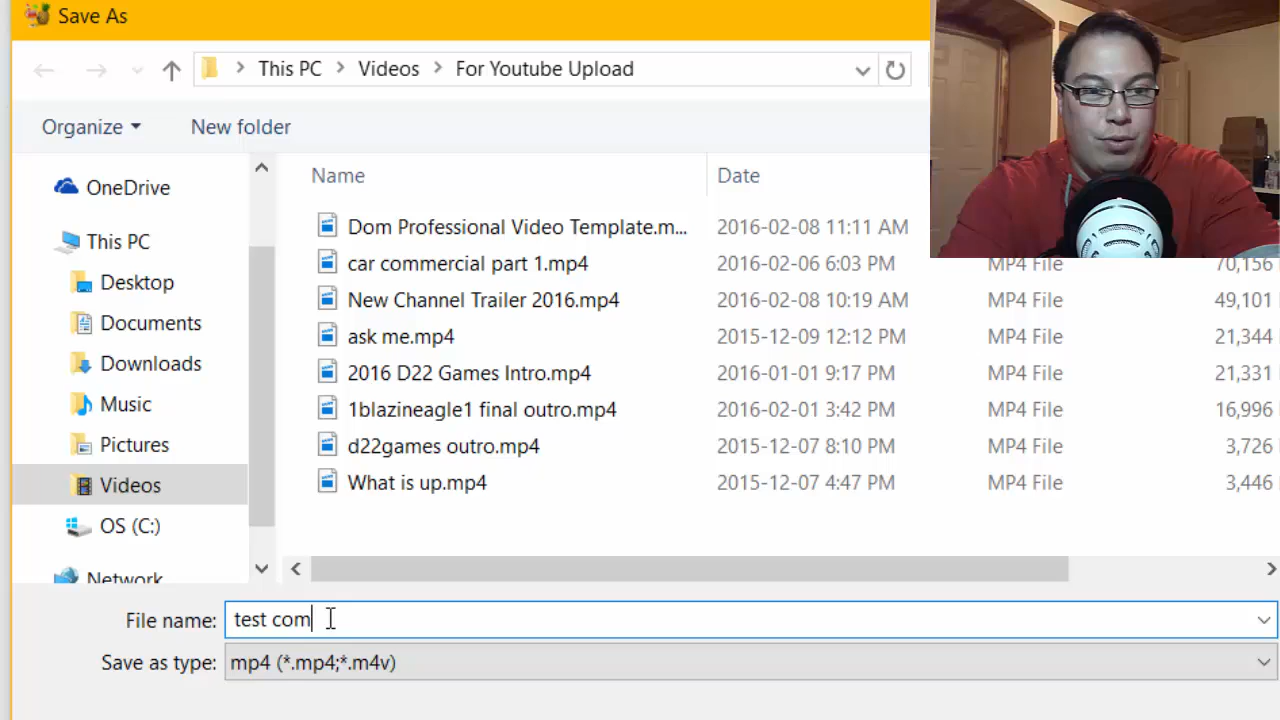 Save As
This PC > Videos > For Youtube Upload
Organize New folder
Name Date
OneDrive
This PC
Desktop
Documents
Downloads
Music
Pictures
Videos
OS (C:)
Network
Dom Professional Video Template.m... 2016-02-08 11:11 AM
car commercial part 1.mp4 2016-02-06 6:03 PM MP4 File 70,156
New Channel Trailer 2016.mp4 2016-02-08 10:19 AM MP4 File 49,101
ask me.mp4 2015-12-09 12:12 PM MP4 File 21,344
2016 D22 Games Intro.mp4 2016-01-01 9:17 PM MP4 File 21,331
1blazineagle1 final outro.mp4 2016-02-01 3:42 PM MP4 File 16,996
d22games outro.mp4 2015-12-07 8:10 PM MP4 File 3,726
What is up.mp4 2015-12-07 4:47 PM MP4 File 3,446
File name: test com
Save as type: mp4 (*.mp4;*.m4v)